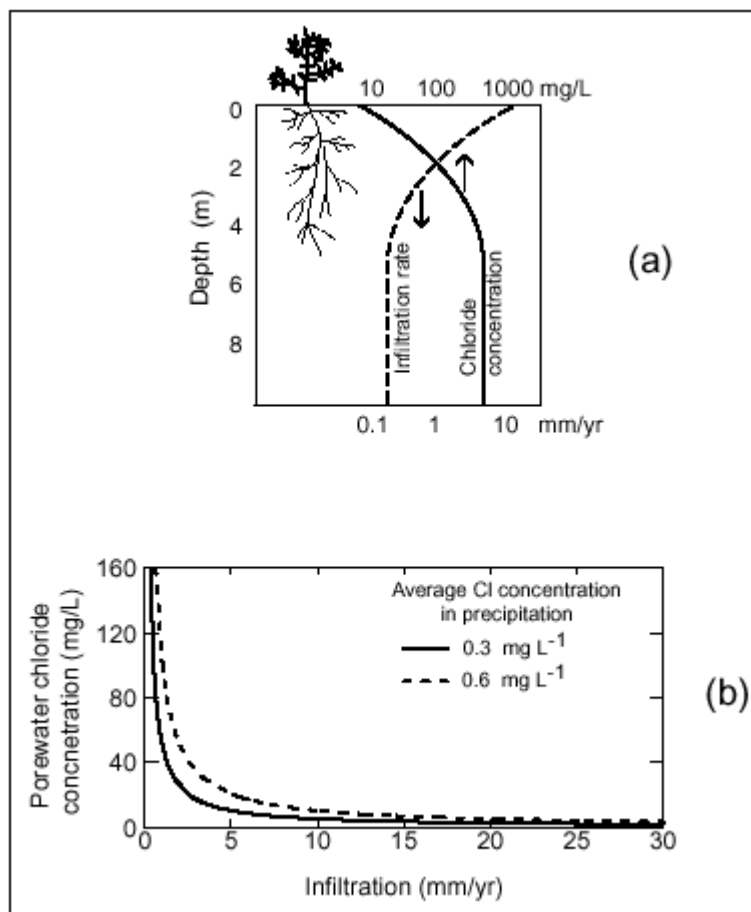 10 100 1000 mg/L
0
2
4
6
8
Depth (m)
Infiltration rate
Chloride
concentration
0.1 1 10 mm/yr
(a)
160
120
80
40
0
Porewater chloride
concnetration (mg/L)
Average Cl concentration
in precipitation
0.3 mg L-1
0.6 mg L-1
(b)
0 5 10 15 20 25 30
Infiltration (mm/yr)